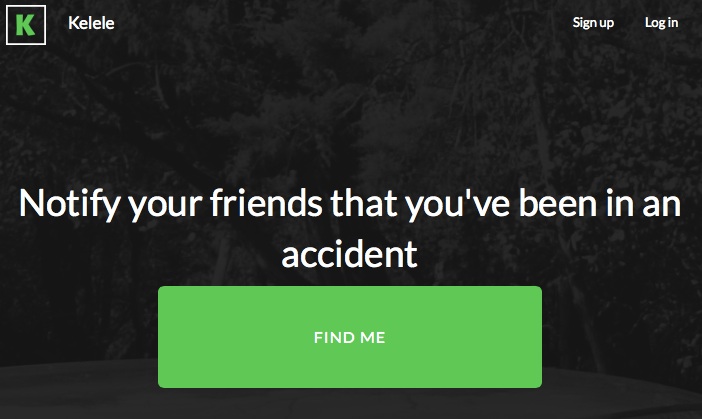 K
Kelele
Sign up
Log in
Notify your friends that you've been in an
accident
FIND ME